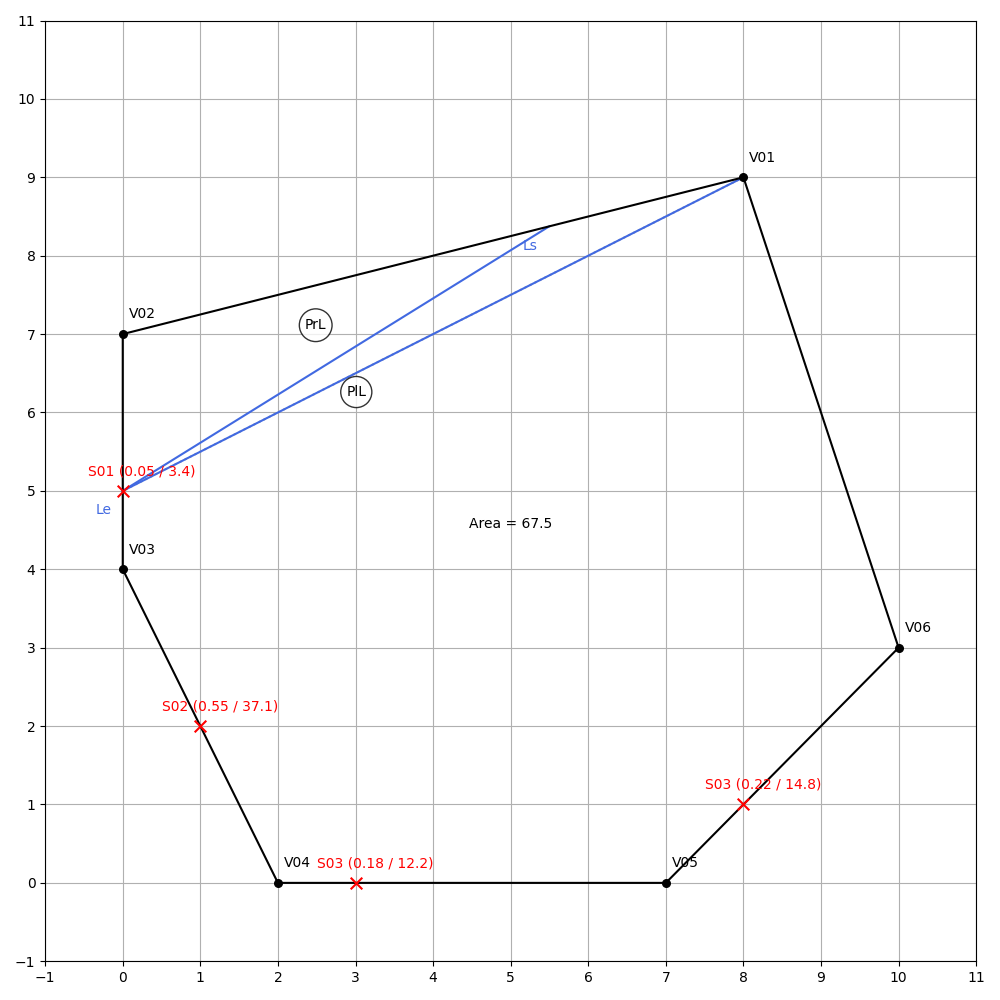 11
10
9
8
7
6
5
4
3
2
1
0
−1
V01
Ls
V02
PrL
PlL
S01 (0.05 / 3.4)
Le
Area = 67.5
V03
V06
S02 (0.55 / 37.1)
S03 (0.22 / 14.8)
V04
S03 (0.18 / 12.2)
V05
−1
0
1
2
3
4
5
6
7
8
9
10
11